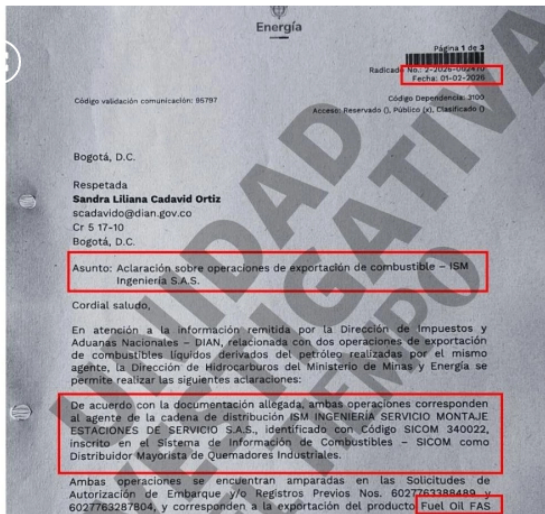 Energía
Página 1 de 3
Radicado No.: 2-2026-002470
Fecha: 01-02-2026
Código validación comunicación: 95797
Código Dependencia: 3100
Acceso: Reservado (), Público (x), Clasificado ()
Bogotá, D.C.
Respetada
Sandra Liliana Cadavid Ortiz
scadavido@dian.gov.co
Cr 5 17-10
Bogotá, D.C.
Asunto: Aclaración sobre operaciones de exportación de combustible – ISM
Ingeniería S.A.S.
Cordial saludo,
En atención a la información remitida por la Dirección de Impuestos y
Aduanas Nacionales – DIAN, relacionada con dos operaciones de exportación
de combustibles líquidos derivados del petróleo realizadas por el mismo
agente, la Dirección de Hidrocarburos del Ministerio de Minas y Energía se
permite realizar las siguientes aclaraciones:
De acuerdo con la documentación allegada, ambas operaciones corresponden
al agente de la cadena de distribución ISM INGENIERÍA SERVICIO MONTAJE
ESTACIONES DE SERVICIO S.A.S., identificado con Código SICOM 340022,
inscrito en el Sistema de Información de Combustibles – SICOM como
Distribuidor Mayorista de Quemadores Industriales.
Ambas operaciones se encuentran amparadas en las Solicitudes de
Autorización de Embarque y/o Registros Previos Nos. 6027763388489 y
6027763287804, y corresponden a la exportación del producto Fuel Oil FAS
UNIDAD
INVESTIGATIVA
EL TIEMPO